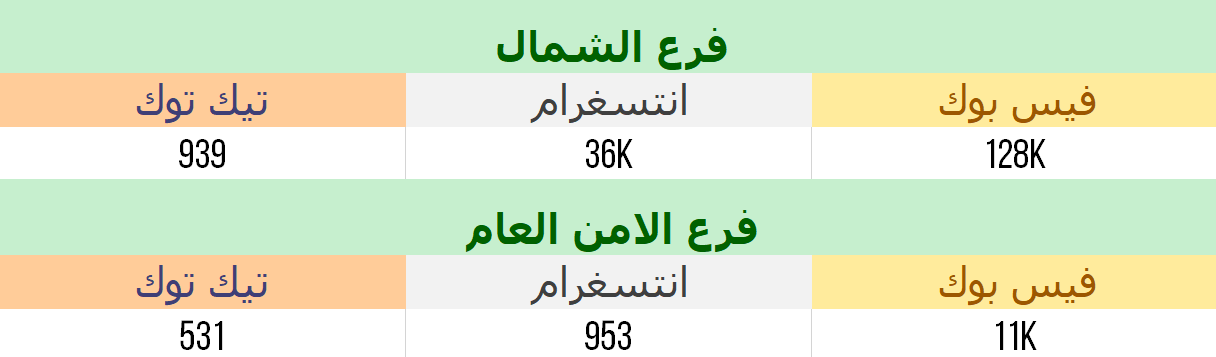 فرع الشمال
فيس بوك انتسغرام تيك توك
128K 36K 939
فرع الامن العام
فيس بوك انتسغرام تيك توك
11K 953 531